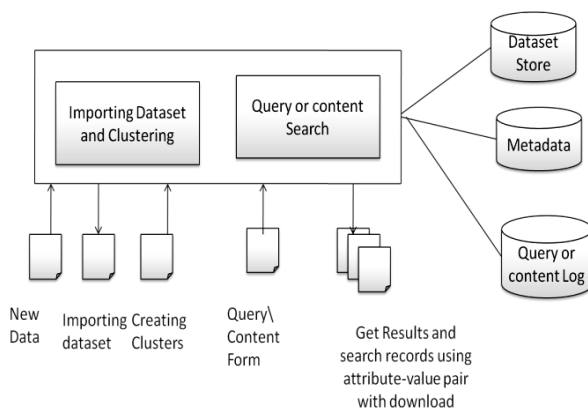 Dataset
Store
Importing Dataset
and Clustering
Query or content
Search
Metadata
Query or
content Log
New
Data
Importing
dataset
Creating
Clusters
Query\
Content
Form
Get Results and
search records using
attribute-value pair
with download